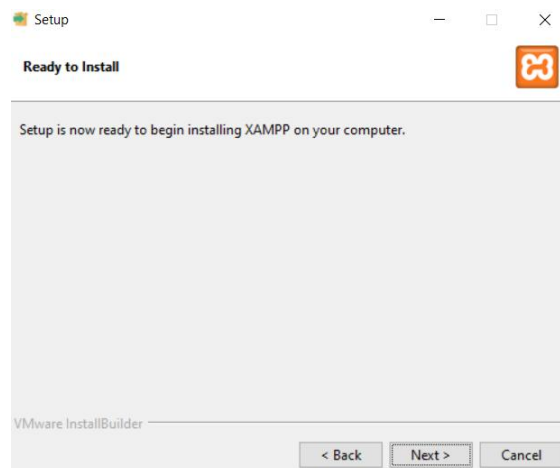 Setup
Ready to Install
Setup is now ready to begin installing XAMPP on your computer.
VMware InstallBuilder
< Back
Next >
Cancel